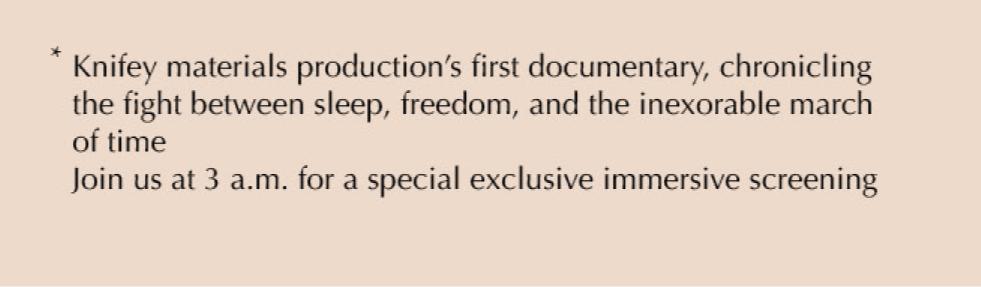 * Knifey materials production’s first documentary, chronicling
the fight between sleep, freedom, and the inexorable march
of time
Join us at 3 a.m. for a special exclusive immersive screening